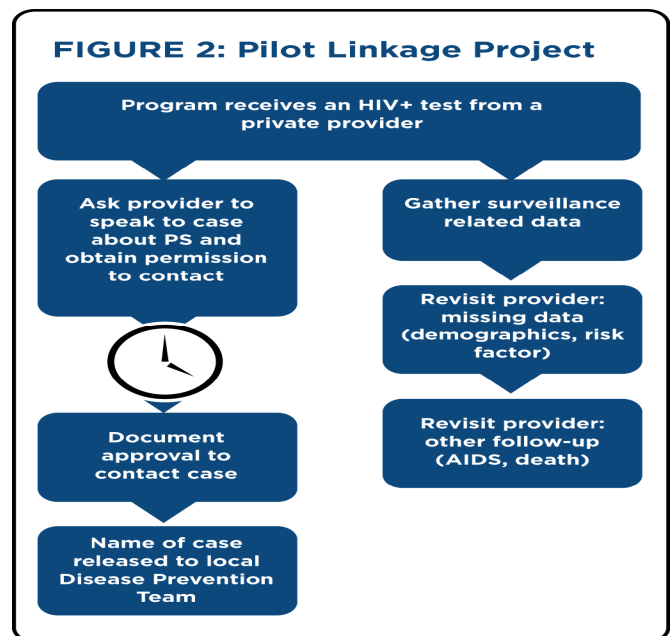 FIGURE 2: Pilot Linkage Project
Program receives an HIV+ test from a
private provider
Ask provider to
speak to case
about PS and
obtain permission
to contact
Document
approval to
contact case
Name of case
released to local
Disease Prevention
Team
Gather surveillance
related data
Revisit provider:
missing data
(demographics, risk
factor)
Revisit provider:
other follow-up
(AIDS, death)